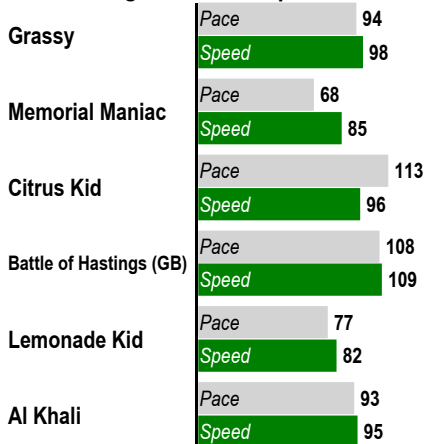 Pace 94
Grassy
Speed 98
Pace 68
Memorial Maniac
Speed 85
Pace 113
Citrus Kid
Speed 96
Pace 108
Battle of Hastings (GB)
Speed 109
Pace 77
Lemonade Kid
Speed 82
Pace 93
Al Khali
Speed 95